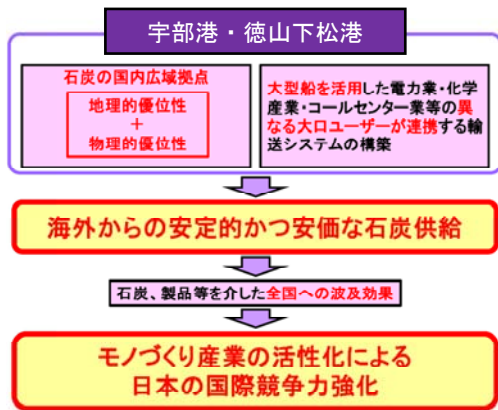 宇部港・徳山下松港
石炭の国内広域拠点
地理的優位性
+
物理的優位性
大型船を活用した電力業・化学
産業・コールセンター業等の異
なる大口ユーザーが連携する輸
送システムの構築
海外からの安定的かつ安価な石炭供給
石炭、製品等を介した全国への波及効果
モノづくり産業の活性化による
日本の国際競争力強化